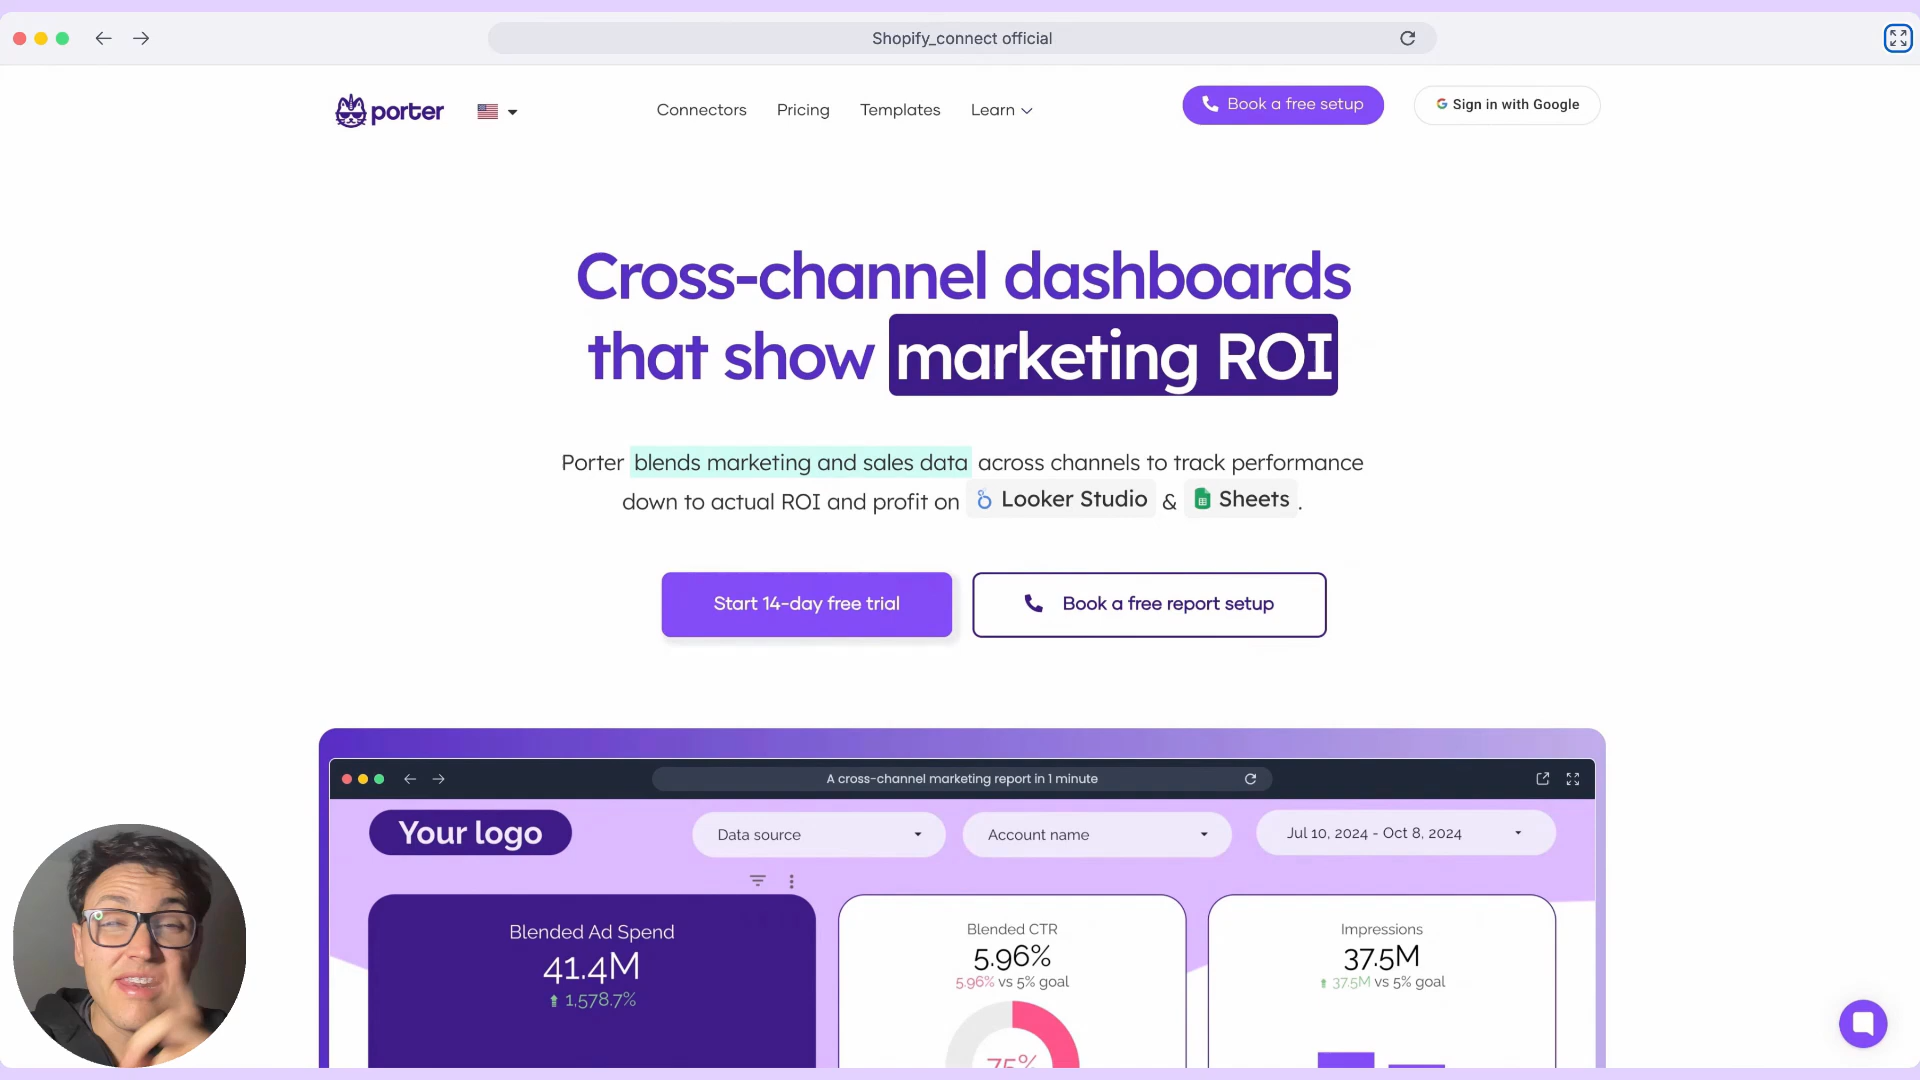 Shopify_connect official
porter
Connectors
Pricing
Templates
Learn
Book a free setup
Sign in with Google
Cross-channel dashboards
that show marketing ROI
Porter blends marketing and sales data across channels to track performance
down to actual ROI and profit on Looker Studio & Sheets.
Start 14-day free trial
Book a free report setup
A cross-channel marketing report in 1 minute
Your logo
Data source
Account name
Jul 10, 2024 - Oct 8, 2024
Blended Ad Spend
41.4M
1,578.7%
Blended CTR
5.96%
5.96% vs 5% goal
75%
Impressions
37.5M
37.5M vs 5% goal